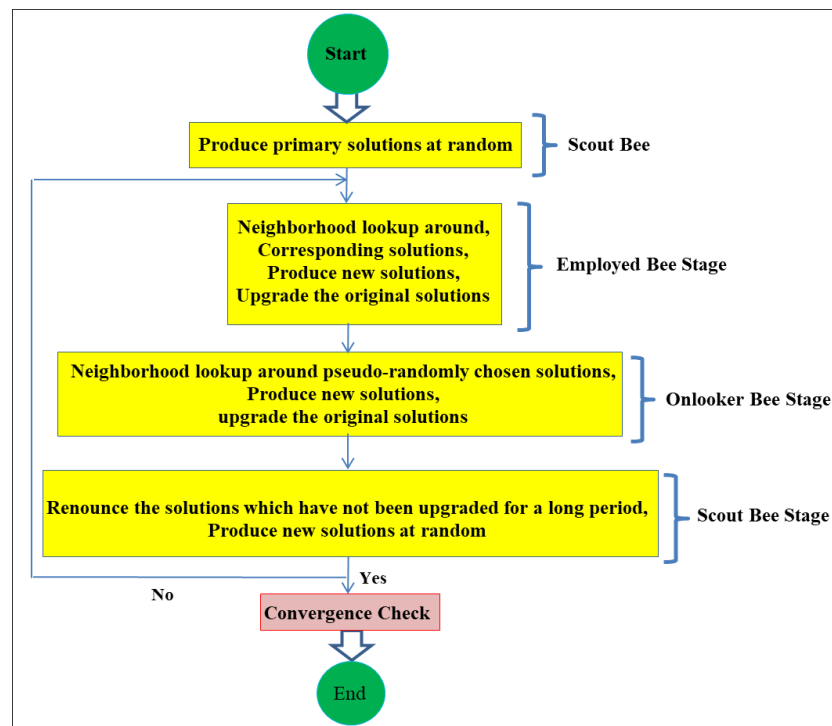 Start
Produce primary solutions at random
Scout Bee
Neighborhood lookup around,
Corresponding solutions,
Produce new solutions,
Upgrade the original solutions
Employed Bee Stage
Neighborhood lookup around pseudo-randomly chosen solutions,
Produce new solutions,
upgrade the original solutions
Onlooker Bee Stage
Renounce the solutions which have not been upgraded for a long period,
Produce new solutions at random
Scout Bee Stage
Yes
No
Convergence Check
End